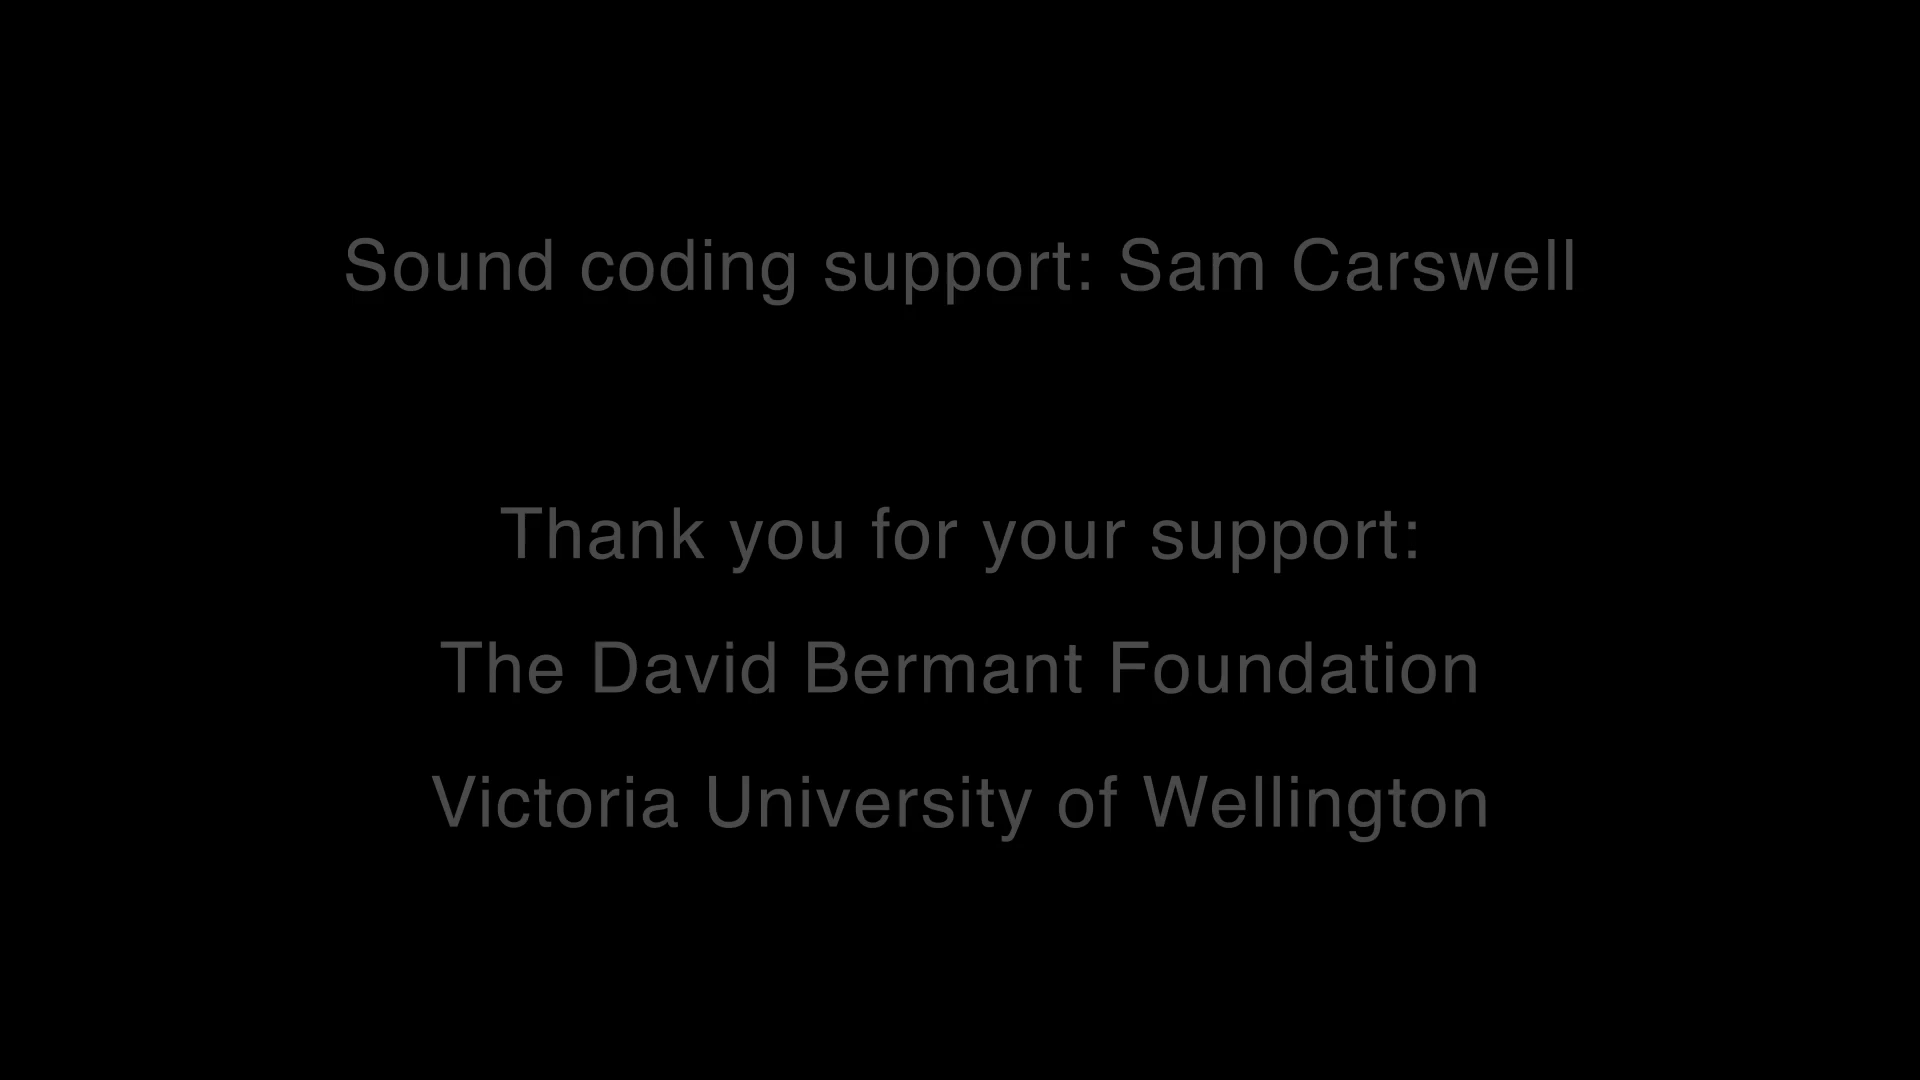 Sound coding support: Sam Carswell
Thank you for your support:
The David Bermant Foundation
Victoria University of Wellington